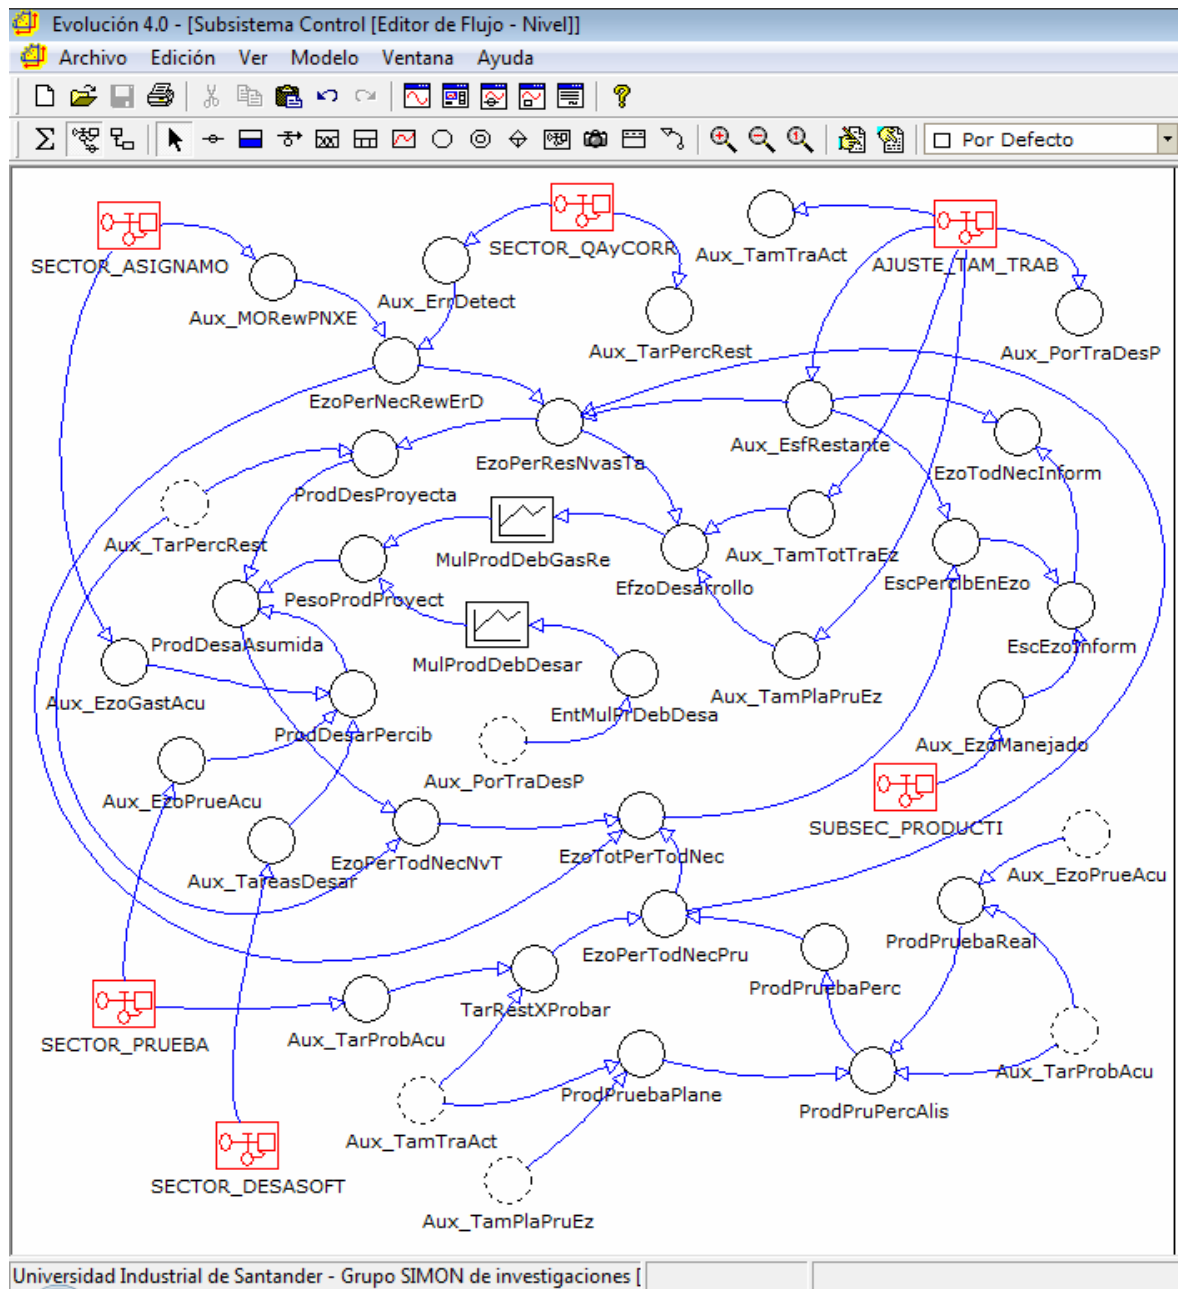 Evolución 4.0 - [Subsistema Control [Editor de Flujo - Nivel]]
Archivo Edición Ver Modelo Ventana Ayuda
Por Defecto
SECTOR_ASIGNAMO
SECTOR_QAyCORR
Aux_TamTraAct
AJUSTE_TAM_TRAB
Aux_MORewPNXE
Aux_ErrDetect
Aux_TarPercRest
Aux_PorTraDesP
EzoPerNecRewErD
EzoPerResNvasTa
Aux_EsfRestante
EzoTodNecInform
ProdDesProyecta
Aux_TarPercRest
MulProdDebGasRe
Aux_TamTotTraEz
EfzoDesarrollo
EscPercibEnEzo
PesoProdProyect
ProdDesaAsumida
MulProdDebDesar
EscEzoInform
Aux_EzoGastAcu
Aux_TamPlaPruEz
EntMulPrDebDesa
ProdDesarPercib
Aux_EzoManejado
Aux_PorTraDesP
Aux_EzoPrueAcu
SUBSEC_PRODUCTI
EzoPerTodNecNvT
EzoTotPerTodNec
Aux_EzoPrueAcu
Aux_TareasDesar
ProdPruebaReal
EzoPerTodNecPru
ProdPruebaPerc
TarRestXProbar
SECTOR_PRUEBA
Aux_TarProbAcu
Aux_TarProbAcu
ProdPruebaPlane
ProdPruPercAlis
Aux_TamTraAct
SECTOR_DESASOFT
Aux_TamPlaPruEz
Universidad Industrial de Santander - Grupo SIMON de investigaciones [